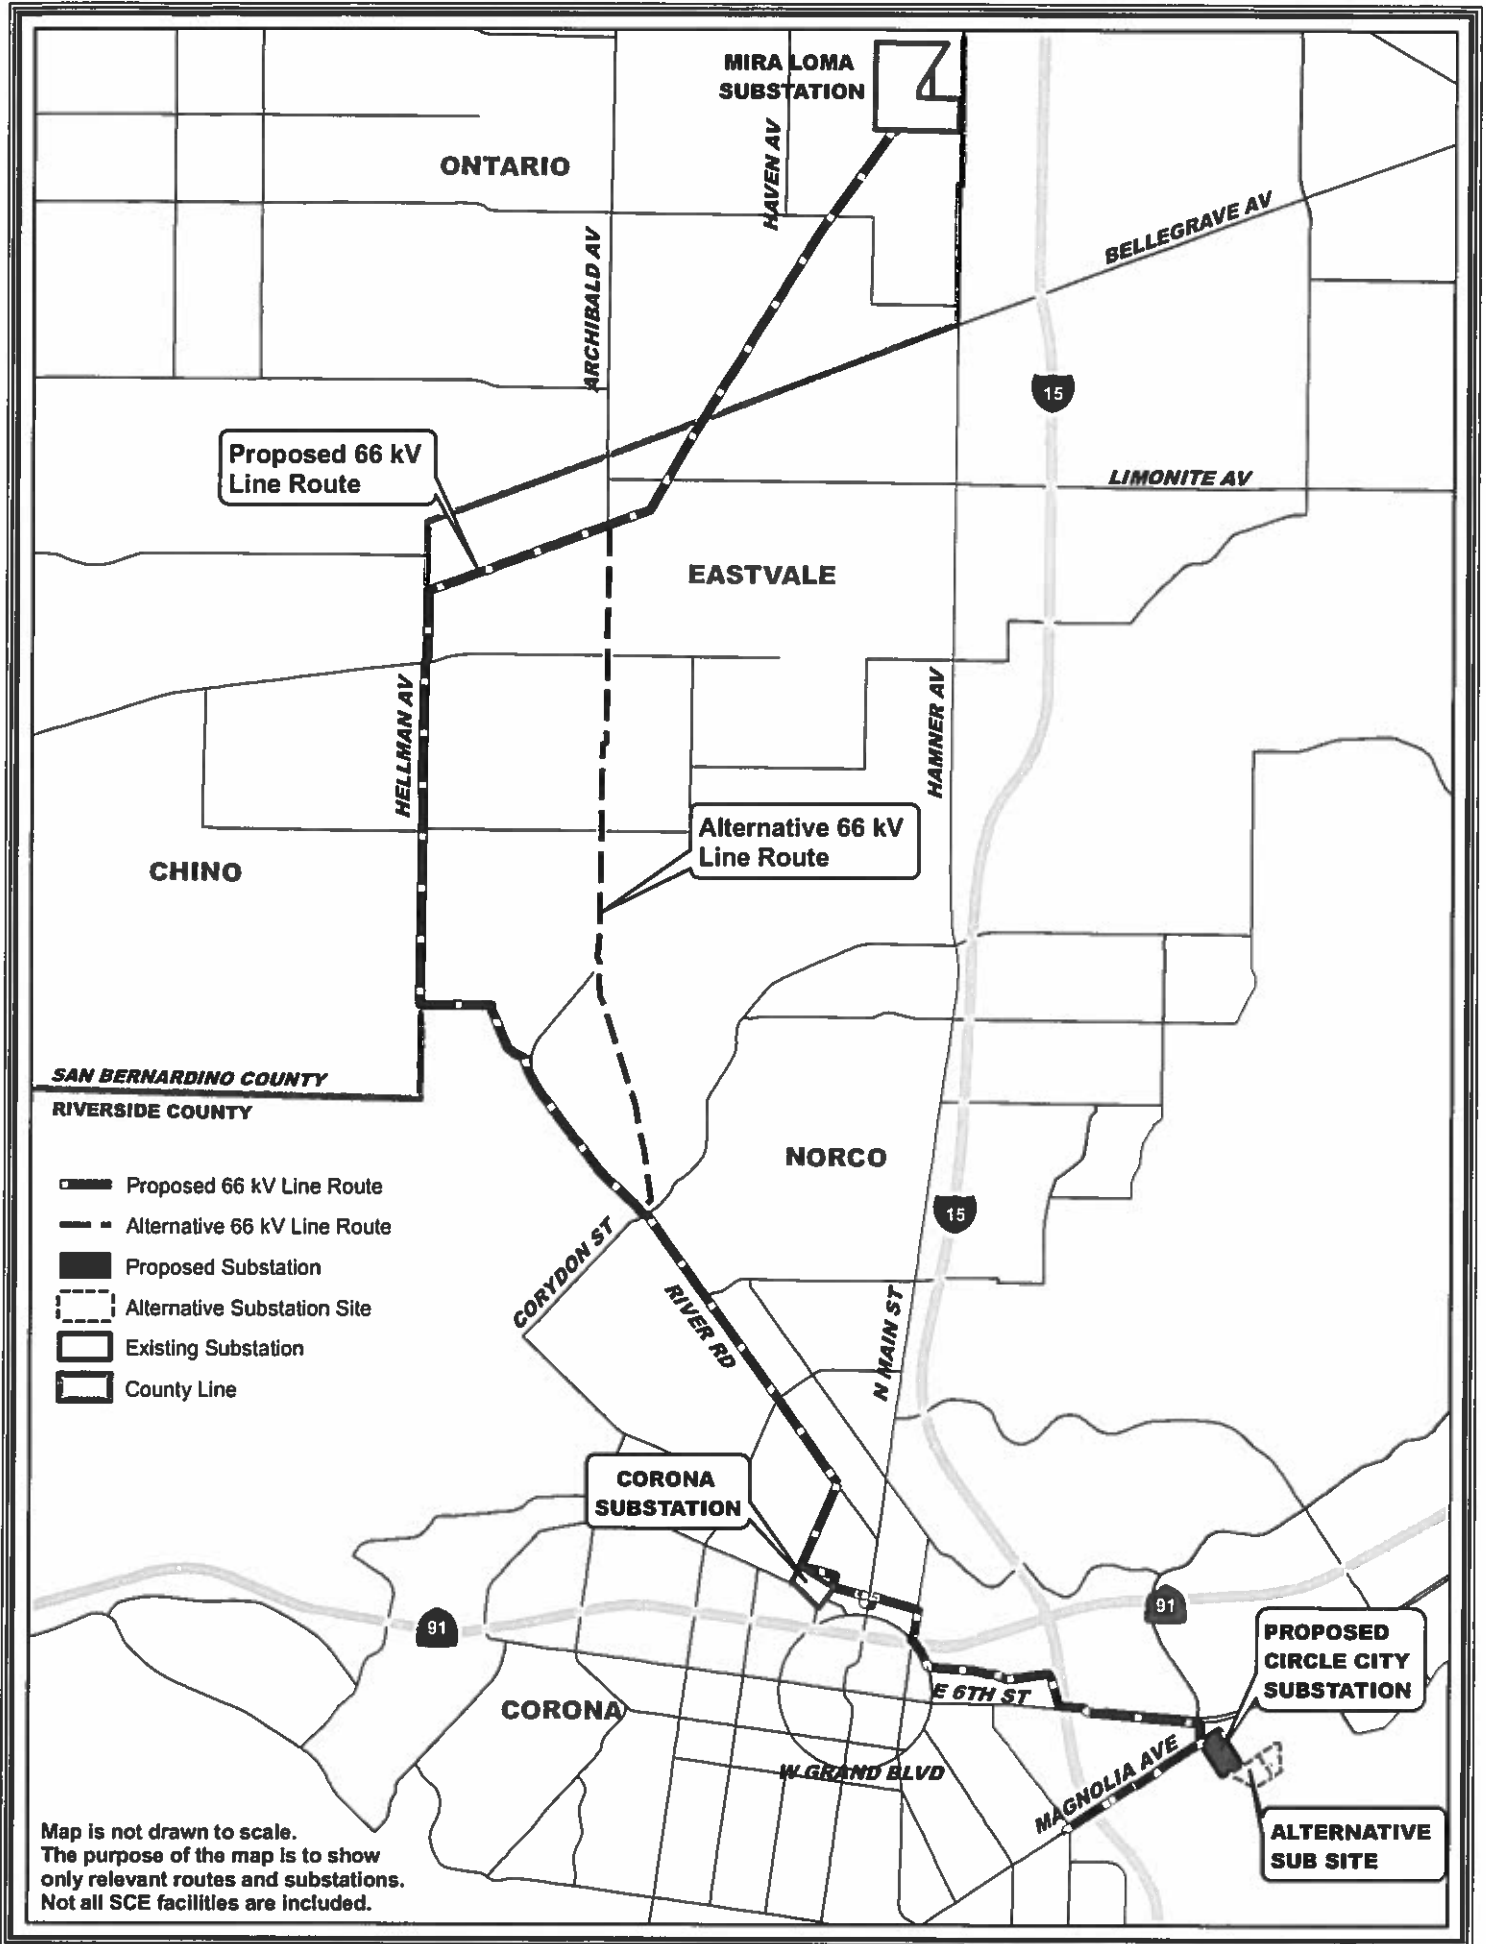 MIRA LOMA
SUBSTATION
ONTARIO
HAVEN AV
ARCHIBALD AV
BELLEGRAVE AV
15
Proposed 66 kV
Line Route
LIMONITE AV
EASTVALE
HELLMAN AV
HAMNER AV
Alternative 66 kV
Line Route
CHINO
SAN BERNARDINO COUNTY
RIVERSIDE COUNTY
NORCO
15
Proposed 66 kV Line Route
Alternative 66 kV Line Route
Proposed Substation
Alternative Substation Site
Existing Substation
County Line
CORYDON ST
RIVER RD
N MAIN ST
CORONA
SUBSTATION
91
91
PROPOSED
CIRCLE CITY
SUBSTATION
E 6TH ST
CORONA
W GRAND BLVD
MAGNOLIA AVE
ALTERNATIVE
SUB SITE
Map is not drawn to scale.
The purpose of the map is to show
only relevant routes and substations.
Not all SCE facilities are included.